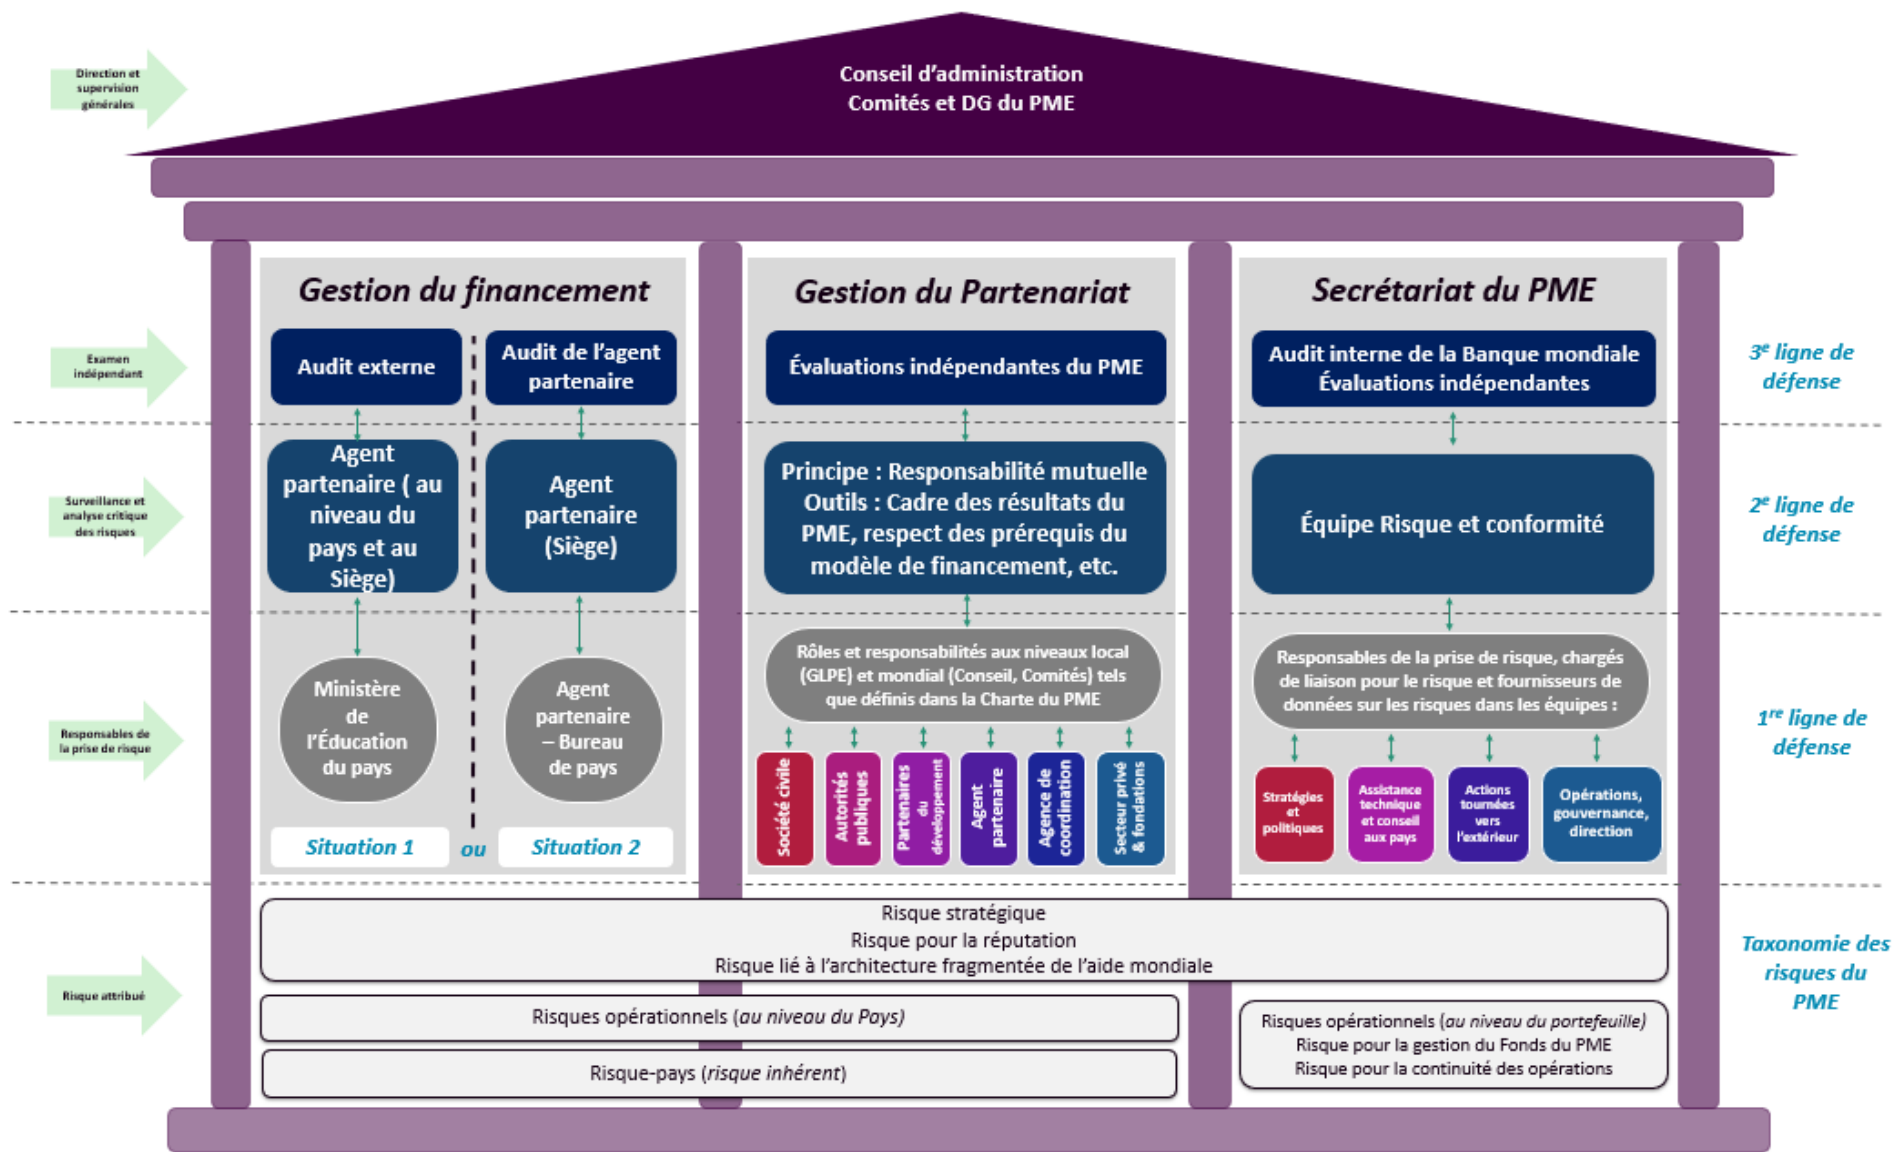 Direction et
supervision
générales
Conseil d'administration
Comités et DG du PME
Gestion du financement
Gestion du Partenariat
Secrétariat du PME
Examen
indépendant
Audit externe
Audit de l'agent
partenaire
Évaluations indépendantes du PME
Audit interne de la Banque mondiale
Évaluations indépendantes
3e ligne de
défense
Surveillance et
analyse critique
des risques
Agent
partenaire ( au
niveau du
pays et au
Siège)
Agent
partenaire
(Siège)
Principe : Responsabilité mutuelle
Outils : Cadre des résultats du
PME, respect des prérequis du
modèle de financement, etc.
Équipe Risque et conformité
2e ligne de
défense
Responsables de
la prise de risque
Ministère
de
l'Éducation
du pays
Agent
partenaire
– Bureau
de pays
Rôles et responsabilités aux niveaux local
(GLPE) et mondial (Conseil, Comités) tels
que définis dans la Charte du PME
Responsables de la prise de risque, chargés
de liaison pour le risque et fournisseurs de
données sur les risques dans les équipes :
1re ligne de
défense
Société civile
Autorités
publiques
Partenaires
du
développement
Agent
partenaire
Agence de
coordination
Secteur privé
& fondations
Stratégies
et
politiques
Assistance
technique
et conseil
aux pays
Actions
tournées
vers
l'extérieur
Opérations,
gouvernance,
direction
Situation 1
ou
Situation 2
Risque attribué
Risque stratégique
Risque pour la réputation
Risque lié à l'architecture fragmentée de l'aide mondiale
Risques opérationnels (au niveau du Pays)
Risque-pays (risque inhérent)
Risques opérationnels (au niveau du portefeuille)
Risque pour la gestion du Fonds du PME
Risque pour la continuité des opérations
Taxonomie des
risques du
PME